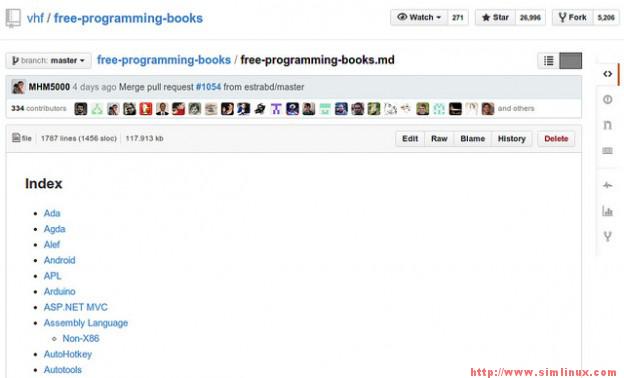 vhf / free-programming-books
Watch 271 Star 26,996 Fork 5,206
branch: master free-programming-books / free-programming-books.md
MHM5000 4 days ago Merge pull request #1054 from estrabd/master
334 contributors and others
file 1787 lines (1456 sloc) 117.913 kb Edit Raw Blame History Delete
Index
Ada
Agda
Alef
Android
APL
Arduino
ASP.NET MVC
Assembly Language
Non-X86
AutoHotkey
Autotools
http://www.simlinux.com